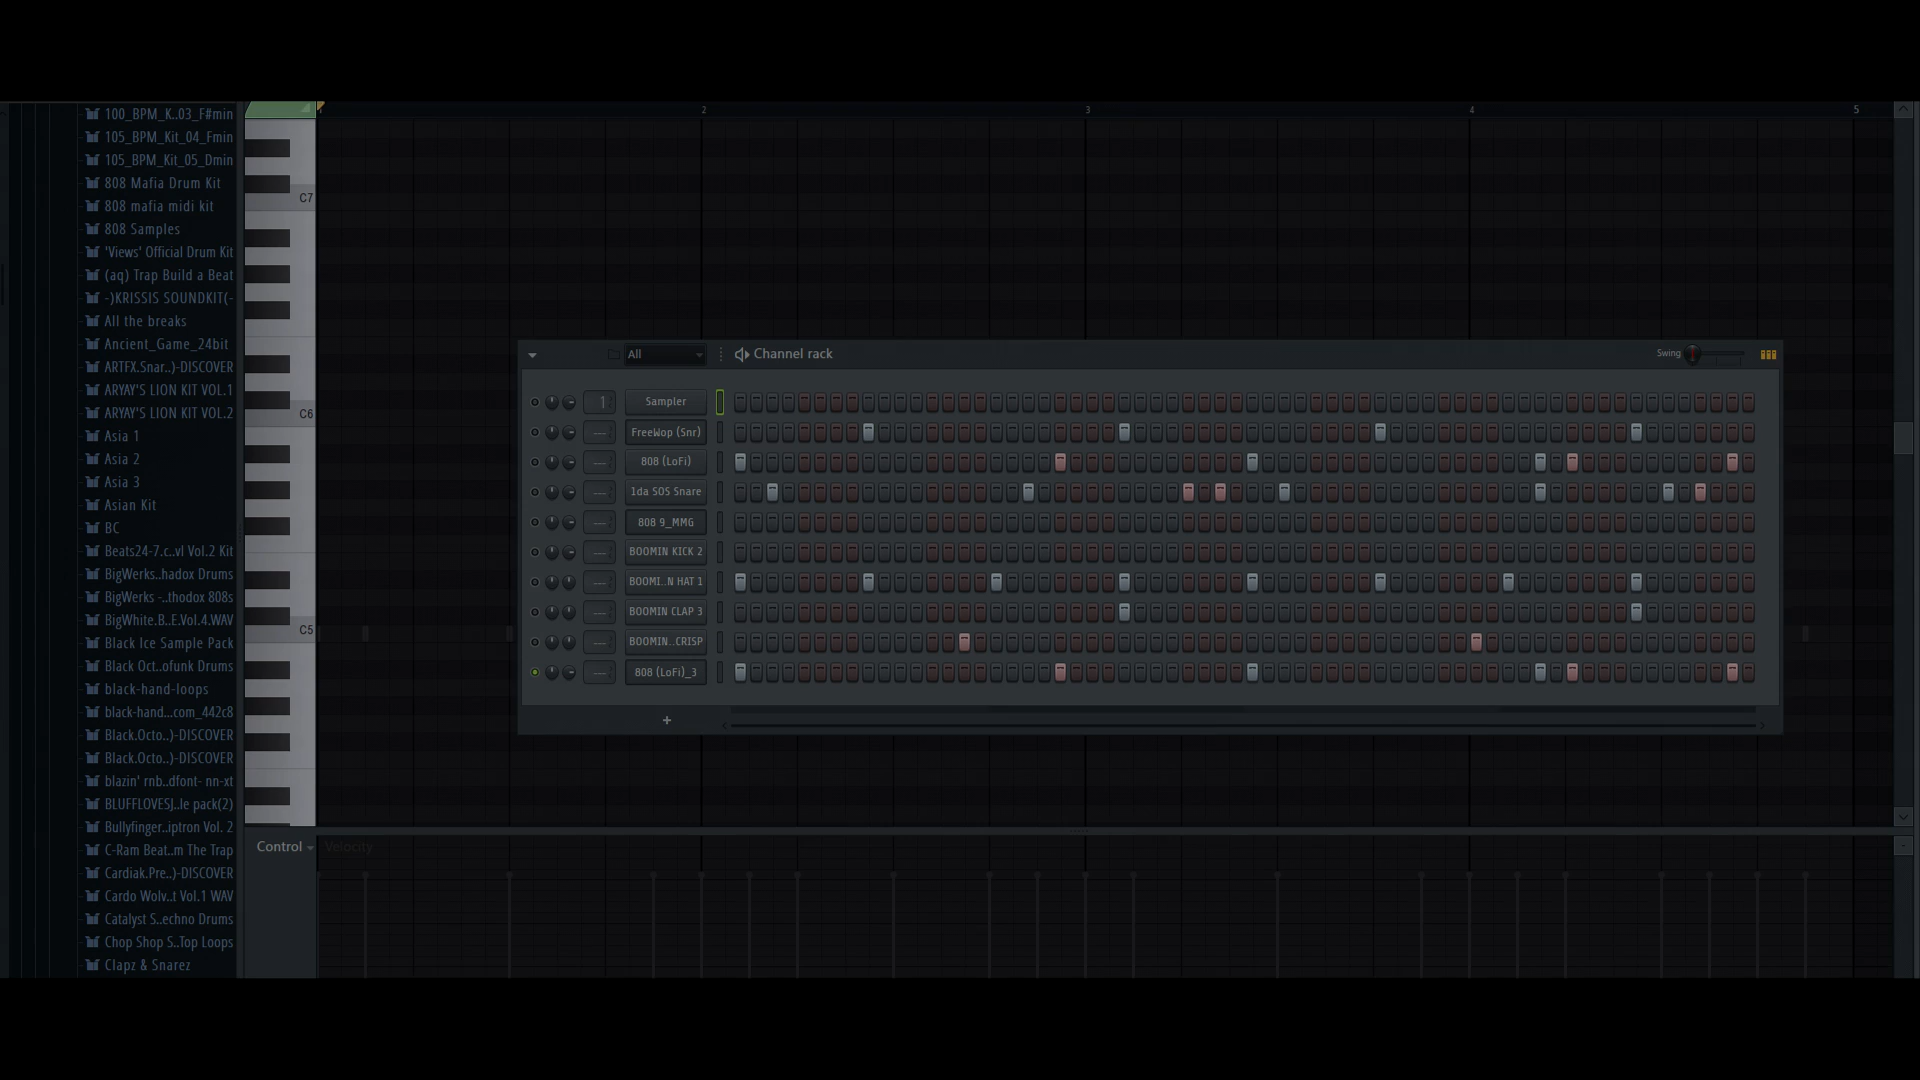 100_BPM_K..03_F#min
105_BPM_Kit_04_Fmin
105_BPM_Kit_05_Dmin
808 Mafia Drum Kit
808 mafia midi kit
808 Samples
'Views' Official Drum Kit
(aq) Trap Build a Beat
-)KRISSIS SOUNDKIT(-
All the breaks
Ancient_Game_24bit
ARTFX.Snar..)-DISCOVER
ARYAY'S LION KIT VOL.1
ARYAY'S LION KIT VOL.2
Asia 1
Asia 2
Asia 3
Asian Kit
BC
Beats24-7.c..vl Vol.2 Kit
BigWerks..hadox Drums
BigWerks -..thodox 808s
BigWhite.B..E.Vol.4.WAV
Black Ice Sample Pack
Black Oct..ofunk Drums
black-hand-loops
black-hand...com_442c8
Black.Octo..)-DISCOVER
Black.Octo..)-DISCOVER
blazin' rnb..dfont- nn-xt
BLUFFLOVESJ..le pack(2)
Bullyfinger..iptron Vol. 2
C-Ram Beat..m The Trap
Cardiak.Pre..)-DISCOVER
Cardo Wolv..t Vol.1 WAV
Catalyst S..echno Drums
Chop Shop S..Top Loops
Clapz & Snarez
2 3 4 5
C7
C6
C5
All Channel rack Swing
1 Sampler
--- FreeWop (Snr)
--- 808 (LoFi)
--- 1da SOS Snare
--- 808 9_MMG
--- BOOMIN KICK 2
--- BOOMI..N HAT 1
--- BOOMIN CLAP 3
--- BOOMIN..CRISP
--- 808 (LoFi)_3
+
Control Velocity